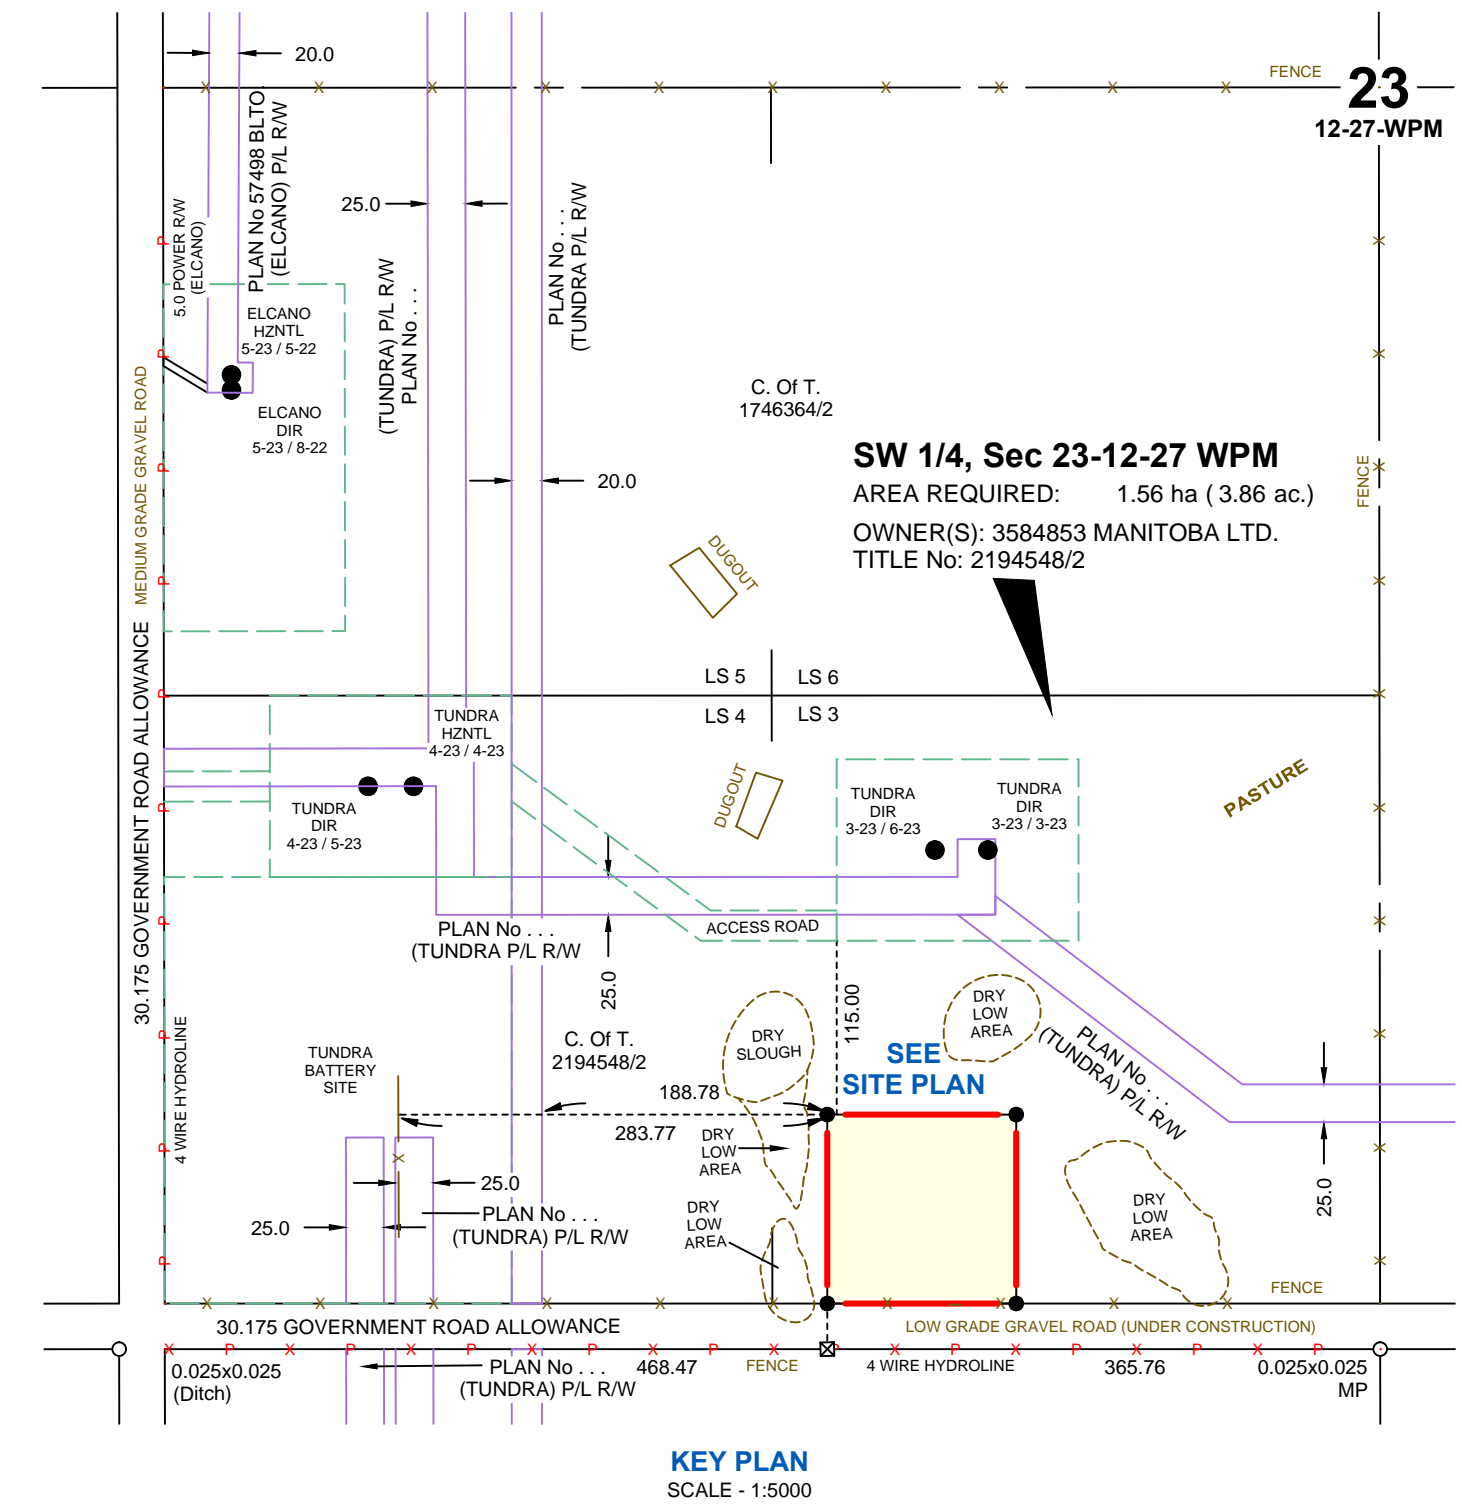 20.0
FENCE
23
12-27-WPM
PLAN No 57498 BLTO.
(ELCANO) P/L R/W
5.0 POWER R/W
(ELCANO)
25.0
(TUNDRA) P/L R/W
PLAN No . . .
PLAN No . . .
(TUNDRA P/L R/W
ELCANO
HZNTL
5-23 / 5-22
ELCANO
DIR
5-23 / 8-22
MEDIUM GRADE GRAVEL ROAD
30.175 GOVERNMENT ROAD ALLOWANCE
C. Of T.
1746364/2
20.0
SW 1/4, Sec 23-12-27 WPM
AREA REQUIRED: 1.56 ha ( 3.86 ac.)
OWNER(S): 3584853 MANITOBA LTD.
TITLE No: 2194548/2
FENCE
DUGOUT
LS 5
LS 6
LS 4
LS 3
TUNDRA
HZNTL
4-23 / 4-23
TUNDRA
DIR
4-23 / 5-23
DUGOUT
TUNDRA
DIR
3-23 / 6-23
TUNDRA
DIR
3-23 / 3-23
PASTURE
PLAN No . . .
(TUNDRA P/L R/W
ACCESS ROAD
25.0
115.00
4 WIRE HYDROLINE
TUNDRA
BATTERY
SITE
C. Of T.
2194548/2
DRY
SLOUGH
DRY
LOW
AREA
SEE
SITE PLAN
PLAN No . . .
(TUNDRA) P/L R/W
188.78
283.77
DRY
LOW
AREA
25.0
25.0
PLAN No . . .
(TUNDRA) P/L R/W
DRY
LOW
AREA
DRY
LOW
AREA
25.0
FENCE
30.175 GOVERNMENT ROAD ALLOWANCE
LOW GRADE GRAVEL ROAD (UNDER CONSTRUCTION)
0.025x0.025
(Ditch)
PLAN No . . .
(TUNDRA) P/L R/W
468.47
FENCE
4 WIRE HYDROLINE
365.76
0.025x0.025
MP
KEY PLAN
SCALE - 1:5000